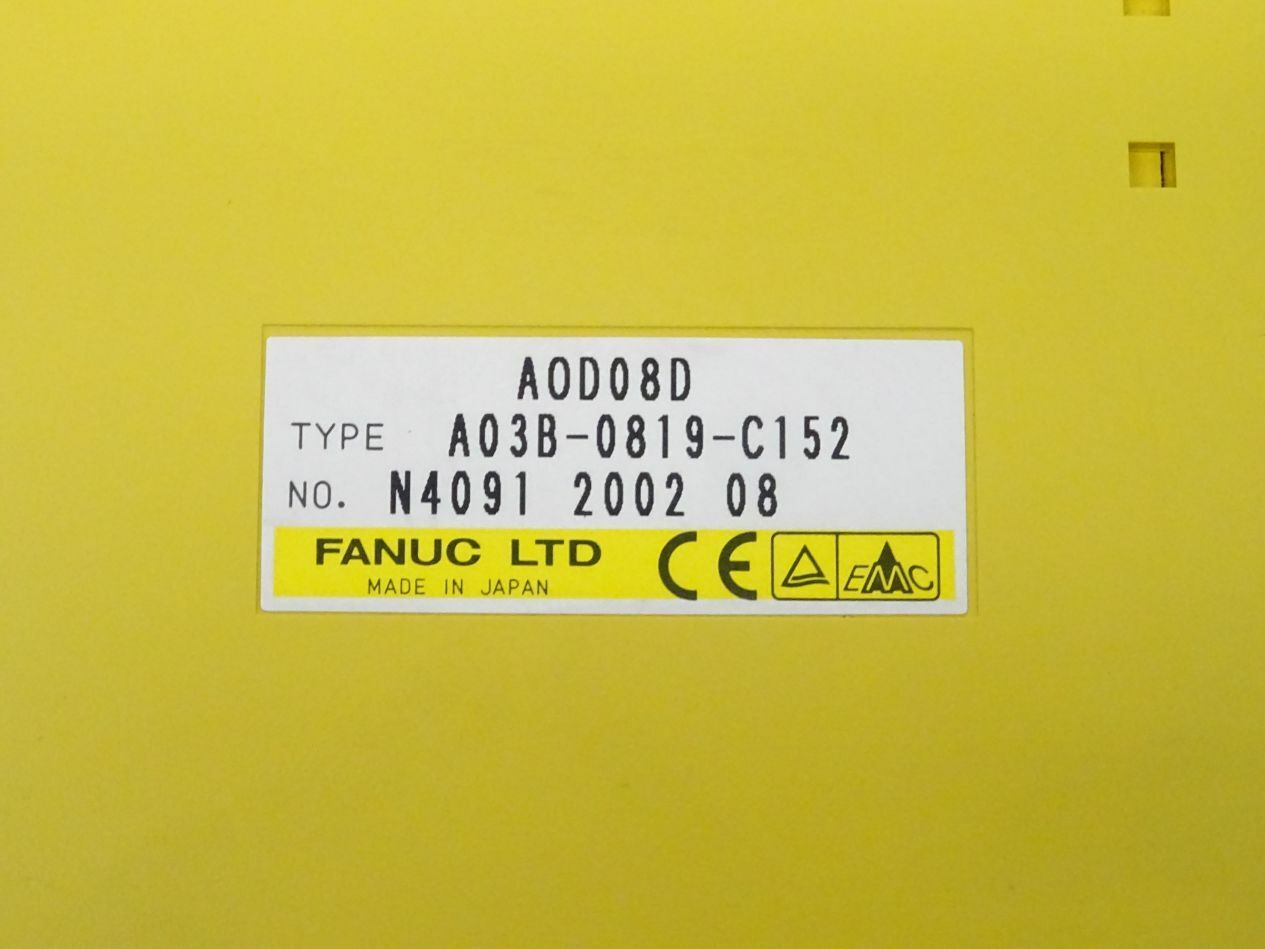 AOD08D
TYPE A03B-0819-C152
NO. N4091 2002 08
FANUC LTD CE EMC
MADE IN JAPAN